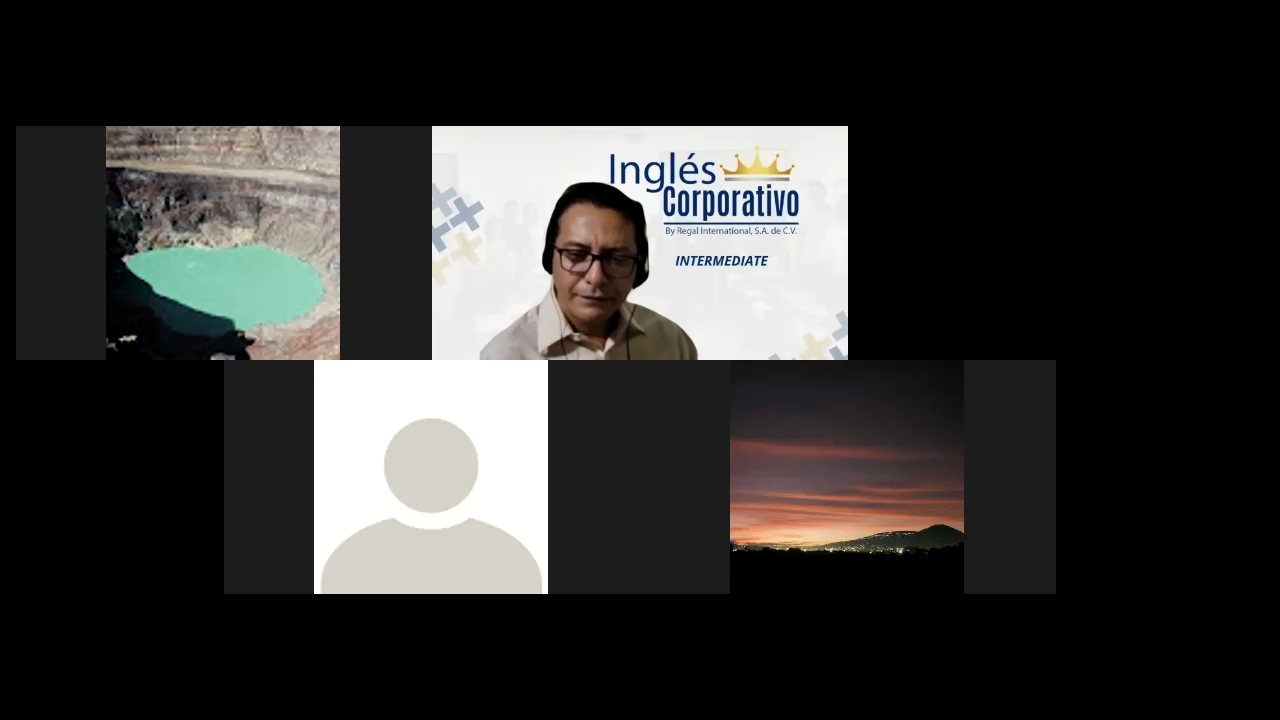 Inglés
Corporativo
By Regal International, S.A. de C.V.
INTERMEDIATE